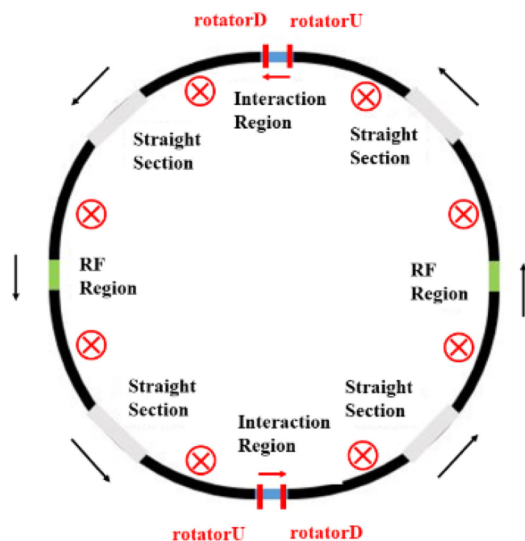 rotatorD rotatorU
Interaction
Region
Straight
Section
Straight
Section
RF
Region
RF
Region
Straight
Section
Straight
Section
Interaction
Region
rotatorU rotatorD